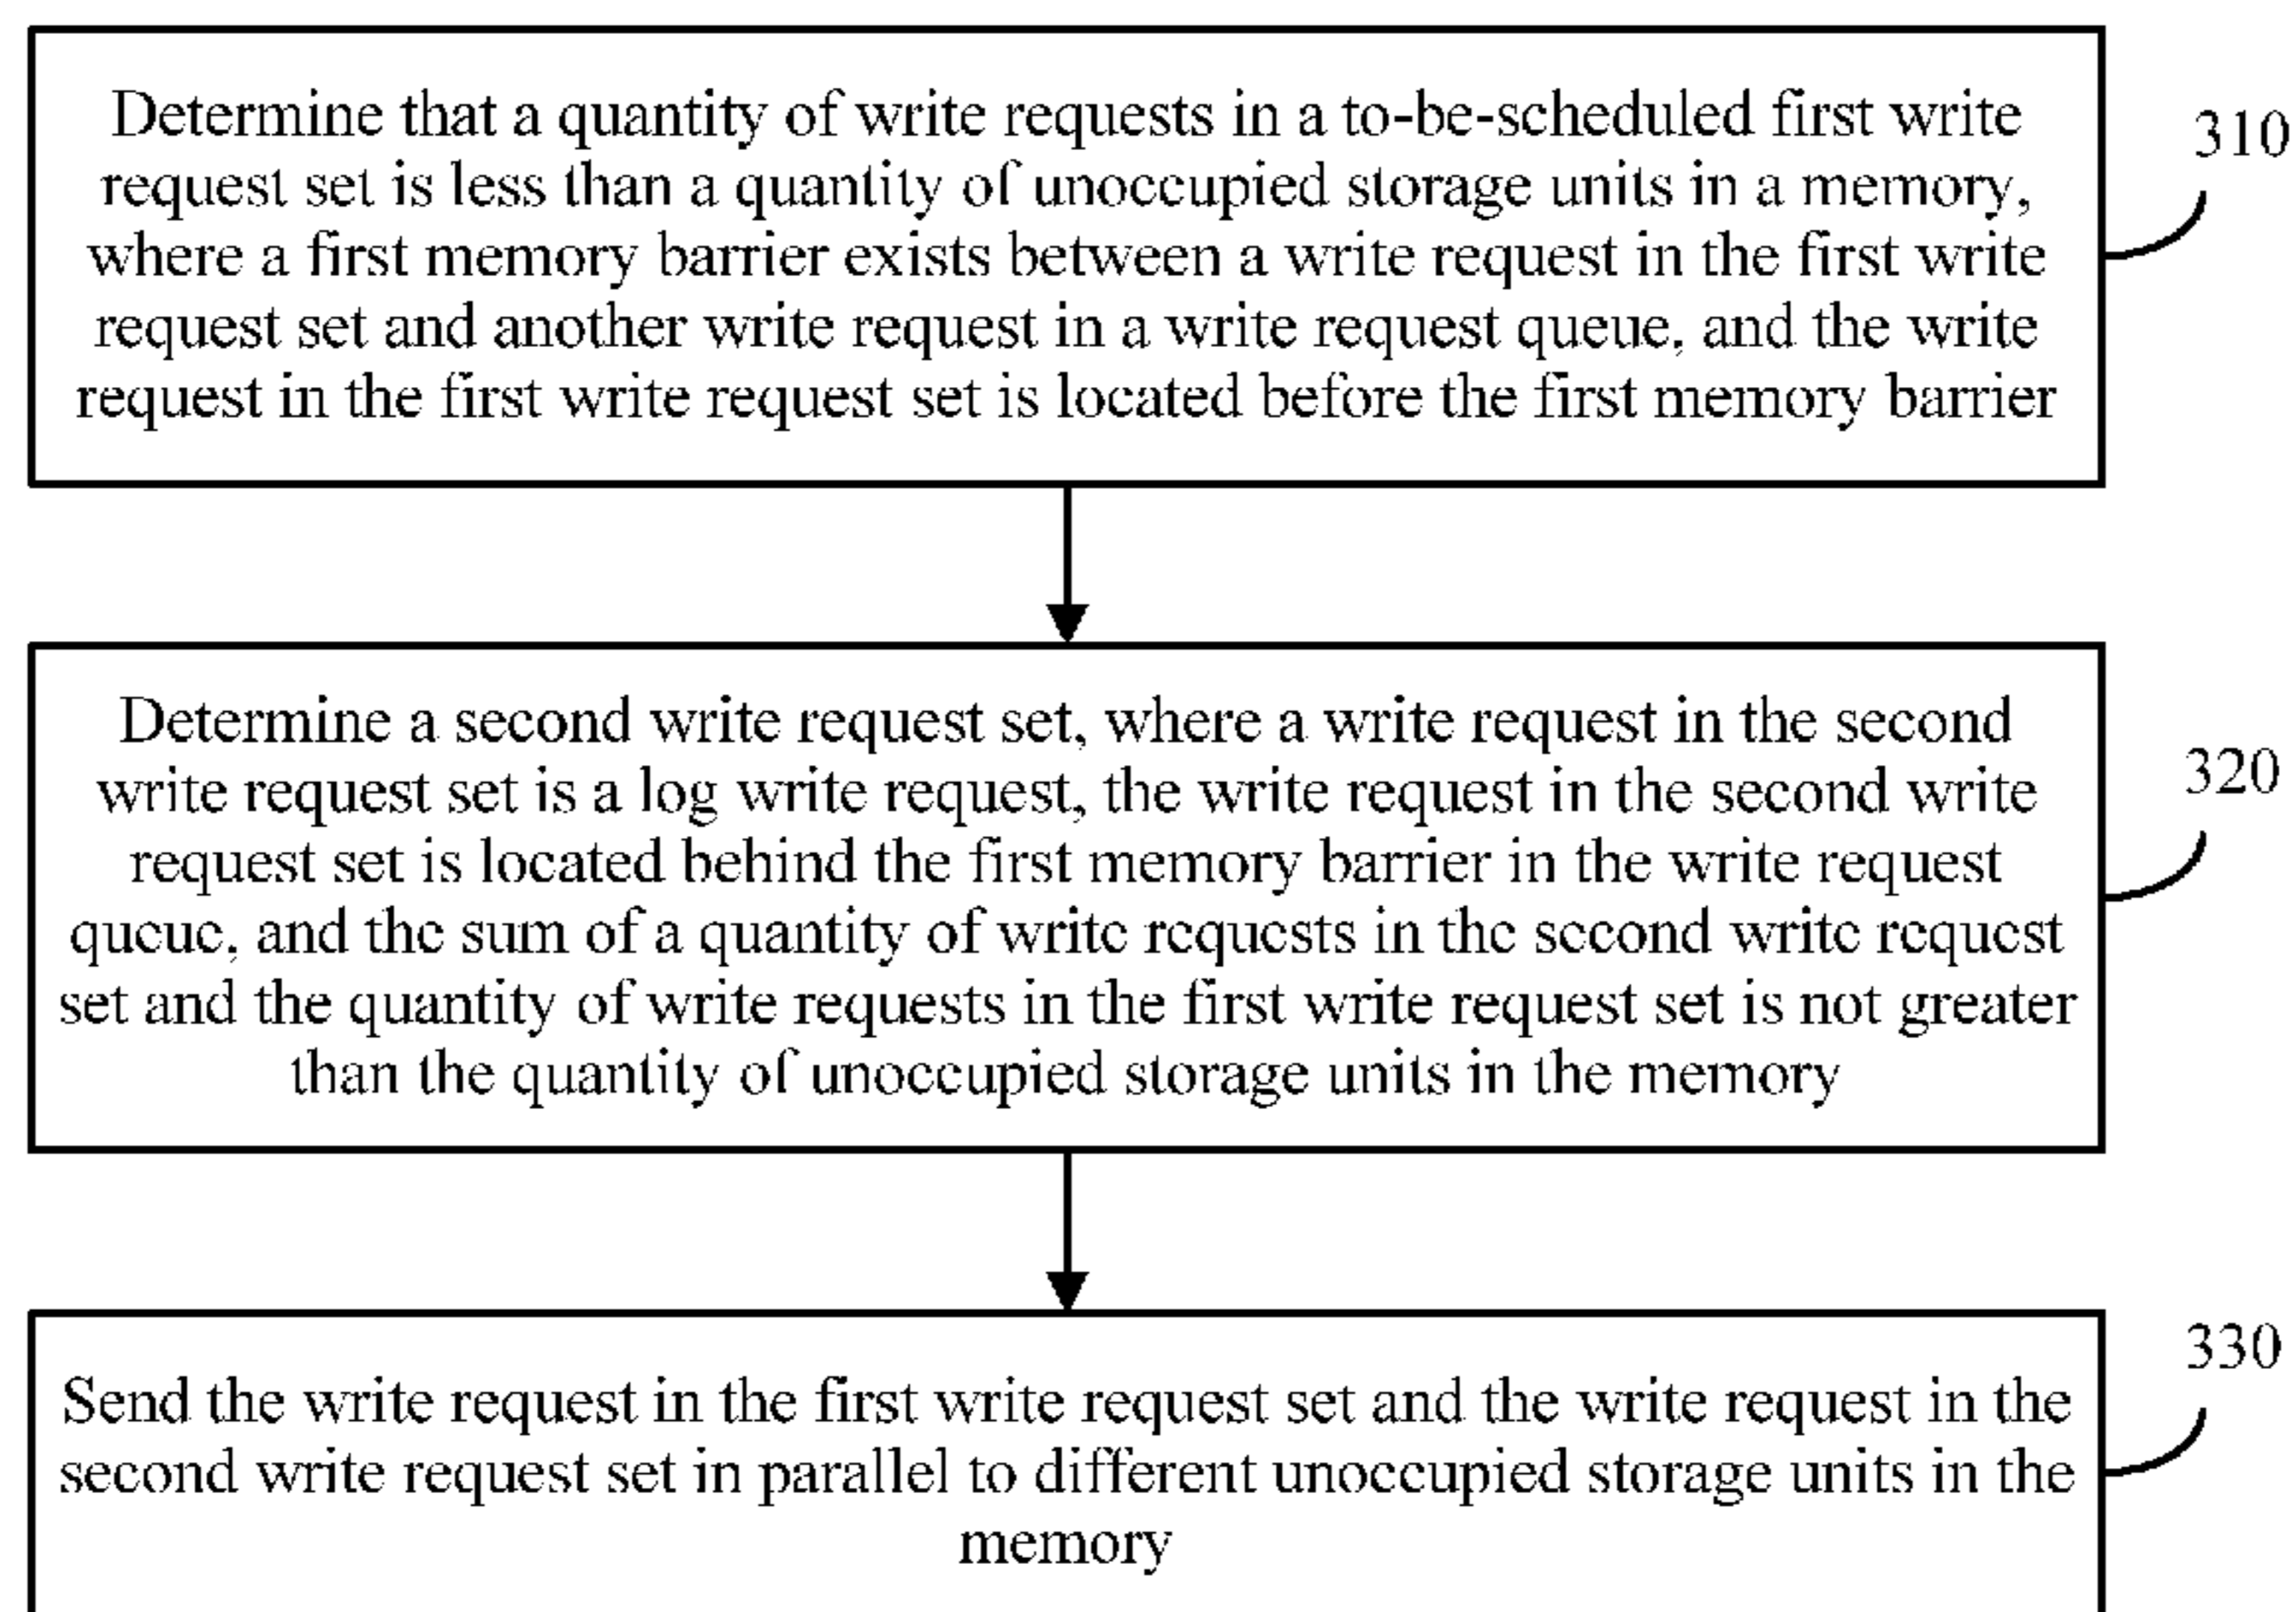 Determine that a quantity of write requests in a to-be-scheduled first write
request set is less than a quantity of unoccupied storage units in a memory,
where a first memory barrier exists between a write request in the first write
request set and another write request in a write request queue, and the write
request in the first write request set is located before the first memory barrier
310
Determine a second write request set, where a write request in the second
write request set is a log write request, the write request in the second write
request set is located behind the first memory barrier in the write request
queue, and the sum of a quantity of write requests in the second write request
set and the quantity of write requests in the first write request set is not greater
than the quantity of unoccupied storage units in the memory
320
Send the write request in the first write request set and the write request in the
second write request set in parallel to different unoccupied storage units in the
memory
330